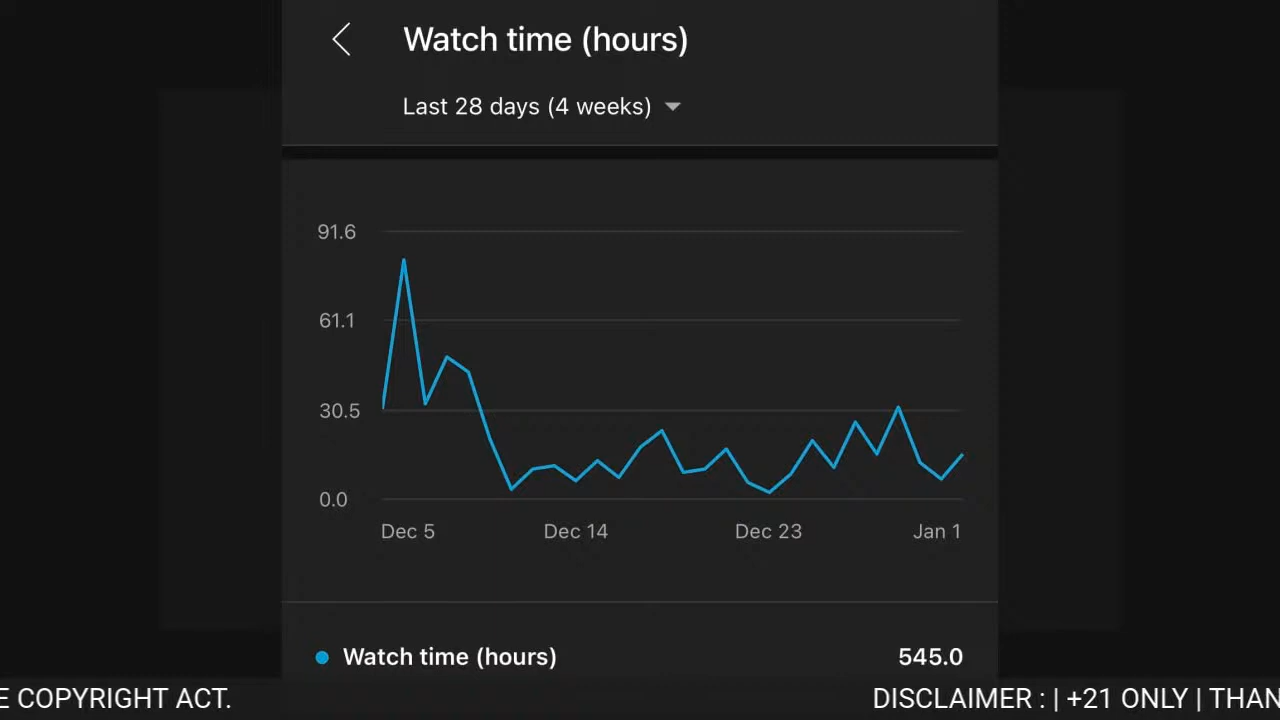 Watch time (hours)
Last 28 days (4 weeks)
91.6
61.1
30.5
0.0
Dec 5 Dec 14 Dec 23 Jan 1
Watch time (hours) 545.0
E COPYRIGHT ACT. DISCLAIMER : | +21 ONLY | THAN